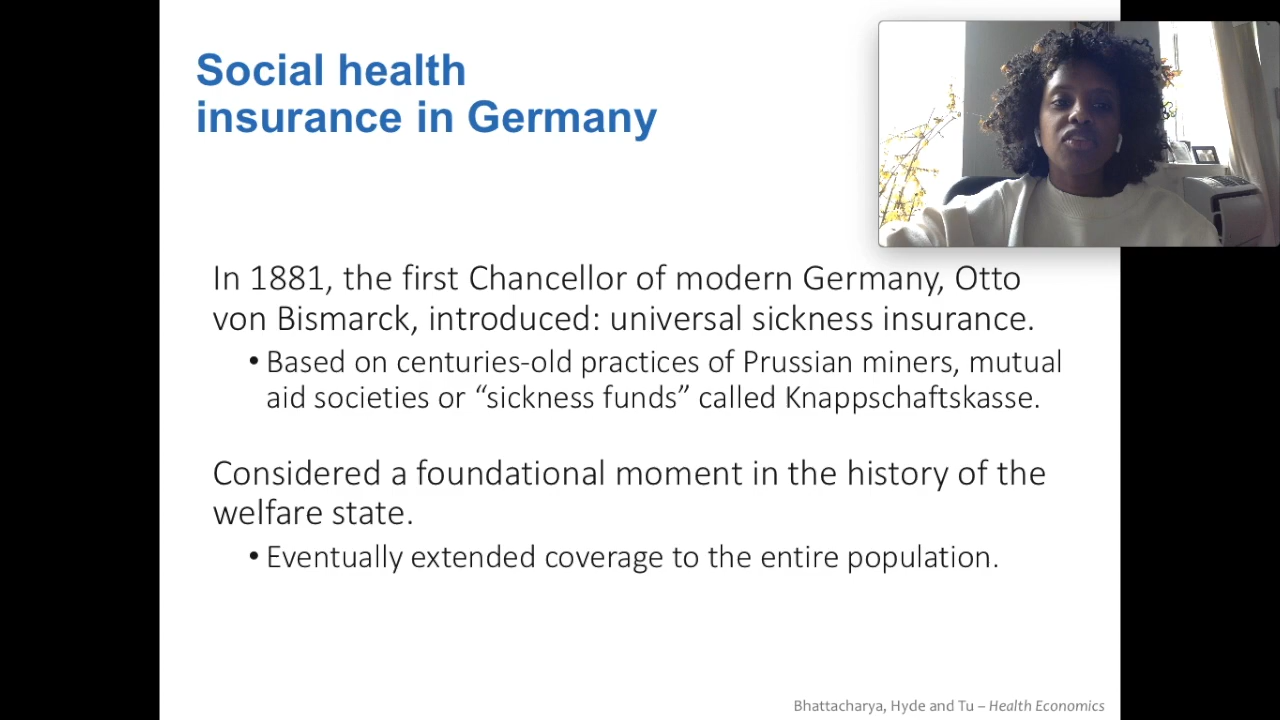 Social health
insurance in Germany
In 1881, the first Chancellor of modern Germany, Otto
von Bismarck, introduced: universal sickness insurance.
• Based on centuries-old practices of Prussian miners, mutual
aid societies or “sickness funds” called Knappschaftskasse.
Considered a foundational moment in the history of the
welfare state.
• Eventually extended coverage to the entire population.
Bhattacharya, Hyde and Tu – Health Economics